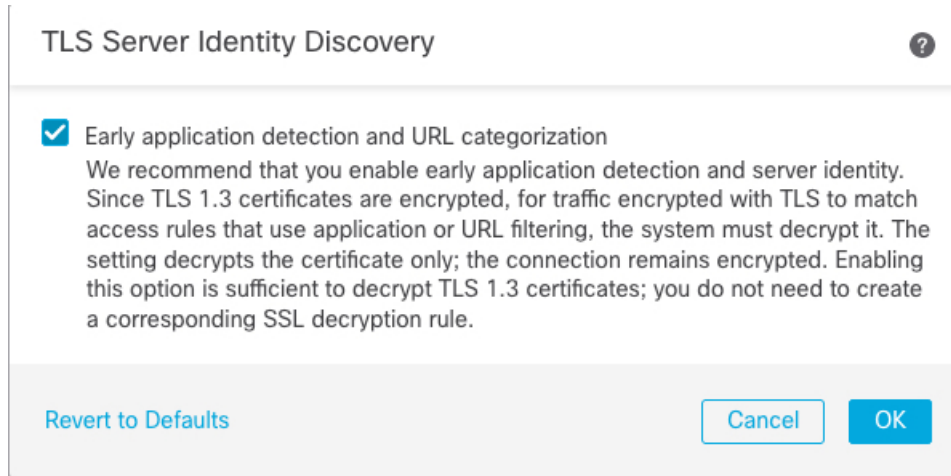 TLS Server Identity Discovery
?
Early application detection and URL categorization
We recommend that you enable early application detection and server identity.
Since TLS 1.3 certificates are encrypted, for traffic encrypted with TLS to match
access rules that use application or URL filtering, the system must decrypt it. The
setting decrypts the certificate only; the connection remains encrypted. Enabling
this option is sufficient to decrypt TLS 1.3 certificates; you do not need to create
a corresponding SSL decryption rule.
Revert to Defaults
Cancel
OK